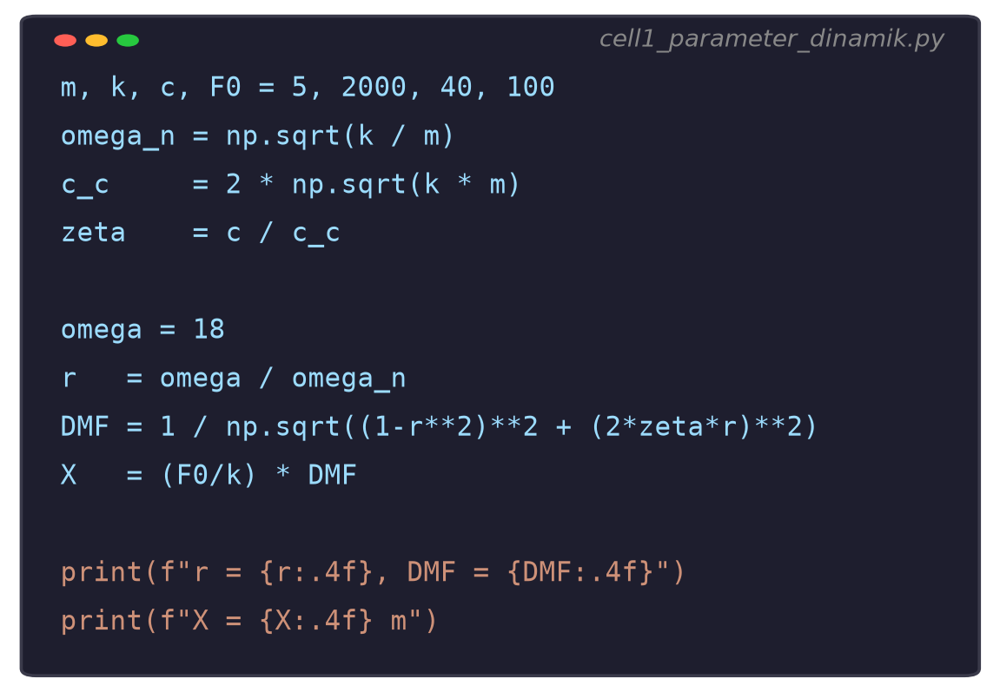 cell1_parameter_dinamik.py
m, k, c, F0 = 5, 2000, 40, 100
omega_n = np.sqrt(k / m)
c_c     = 2 * np.sqrt(k * m)
zeta    = c / c_c
omega = 18
r   = omega / omega_n
DMF = 1 / np.sqrt((1-r**2)**2 + (2*zeta*r)**2)
X   = (F0/k) * DMF
print(f"r = {r:.4f}, DMF = {DMF:.4f}")
print(f"X = {X:.4f} m")